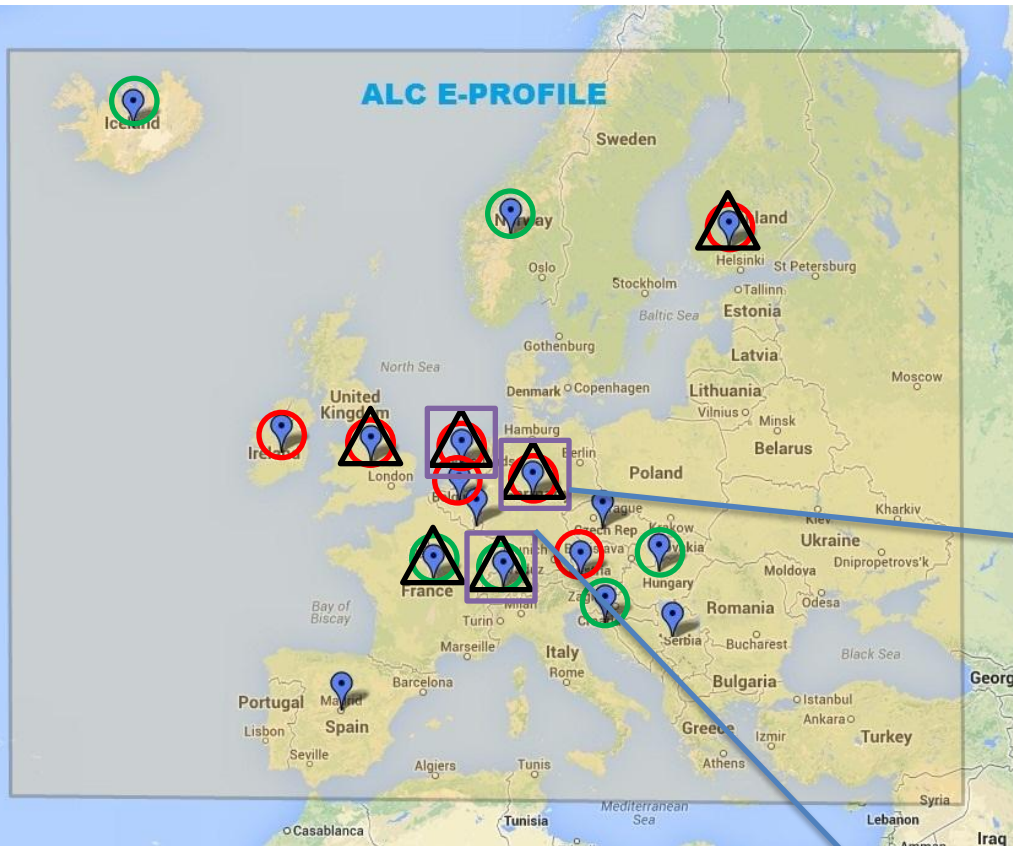 ALC E-PROFILE
Iceland
Sweden
Norway
land
Helsinki
St Petersburg
Oslo
Stockholm
Tallinn
Estonia
Baltic Sea
Gothenburg
Latvia
North Sea
Moscow
Denmark
Copenhagen
Lithuania
United
Kingdom
Vilnius
Minsk
Hamburg
Belarus
Ireland
Berlin
London
Poland
Kharkiv
Kiev
Czech Rep
Krakow
Ukraine
Dnipropetrovs'k
France
Hungary
Moldova
Bay of
Biscay
Milan
Turin
Romania
Odesa
Marseille
Serbia
Bucharest
Italy
Black Sea
Rome
Barcelona
Bulgaria
Georg
Portugal
Madrid
Istanbul
Lisbon
Spain
Ankara
Greece
Izmir
Turkey
Seville
Athens
Algiers
Tunis
Syria
Mediterranean
Sea
Tunisia
Lebanon
Casablanca
Iraq